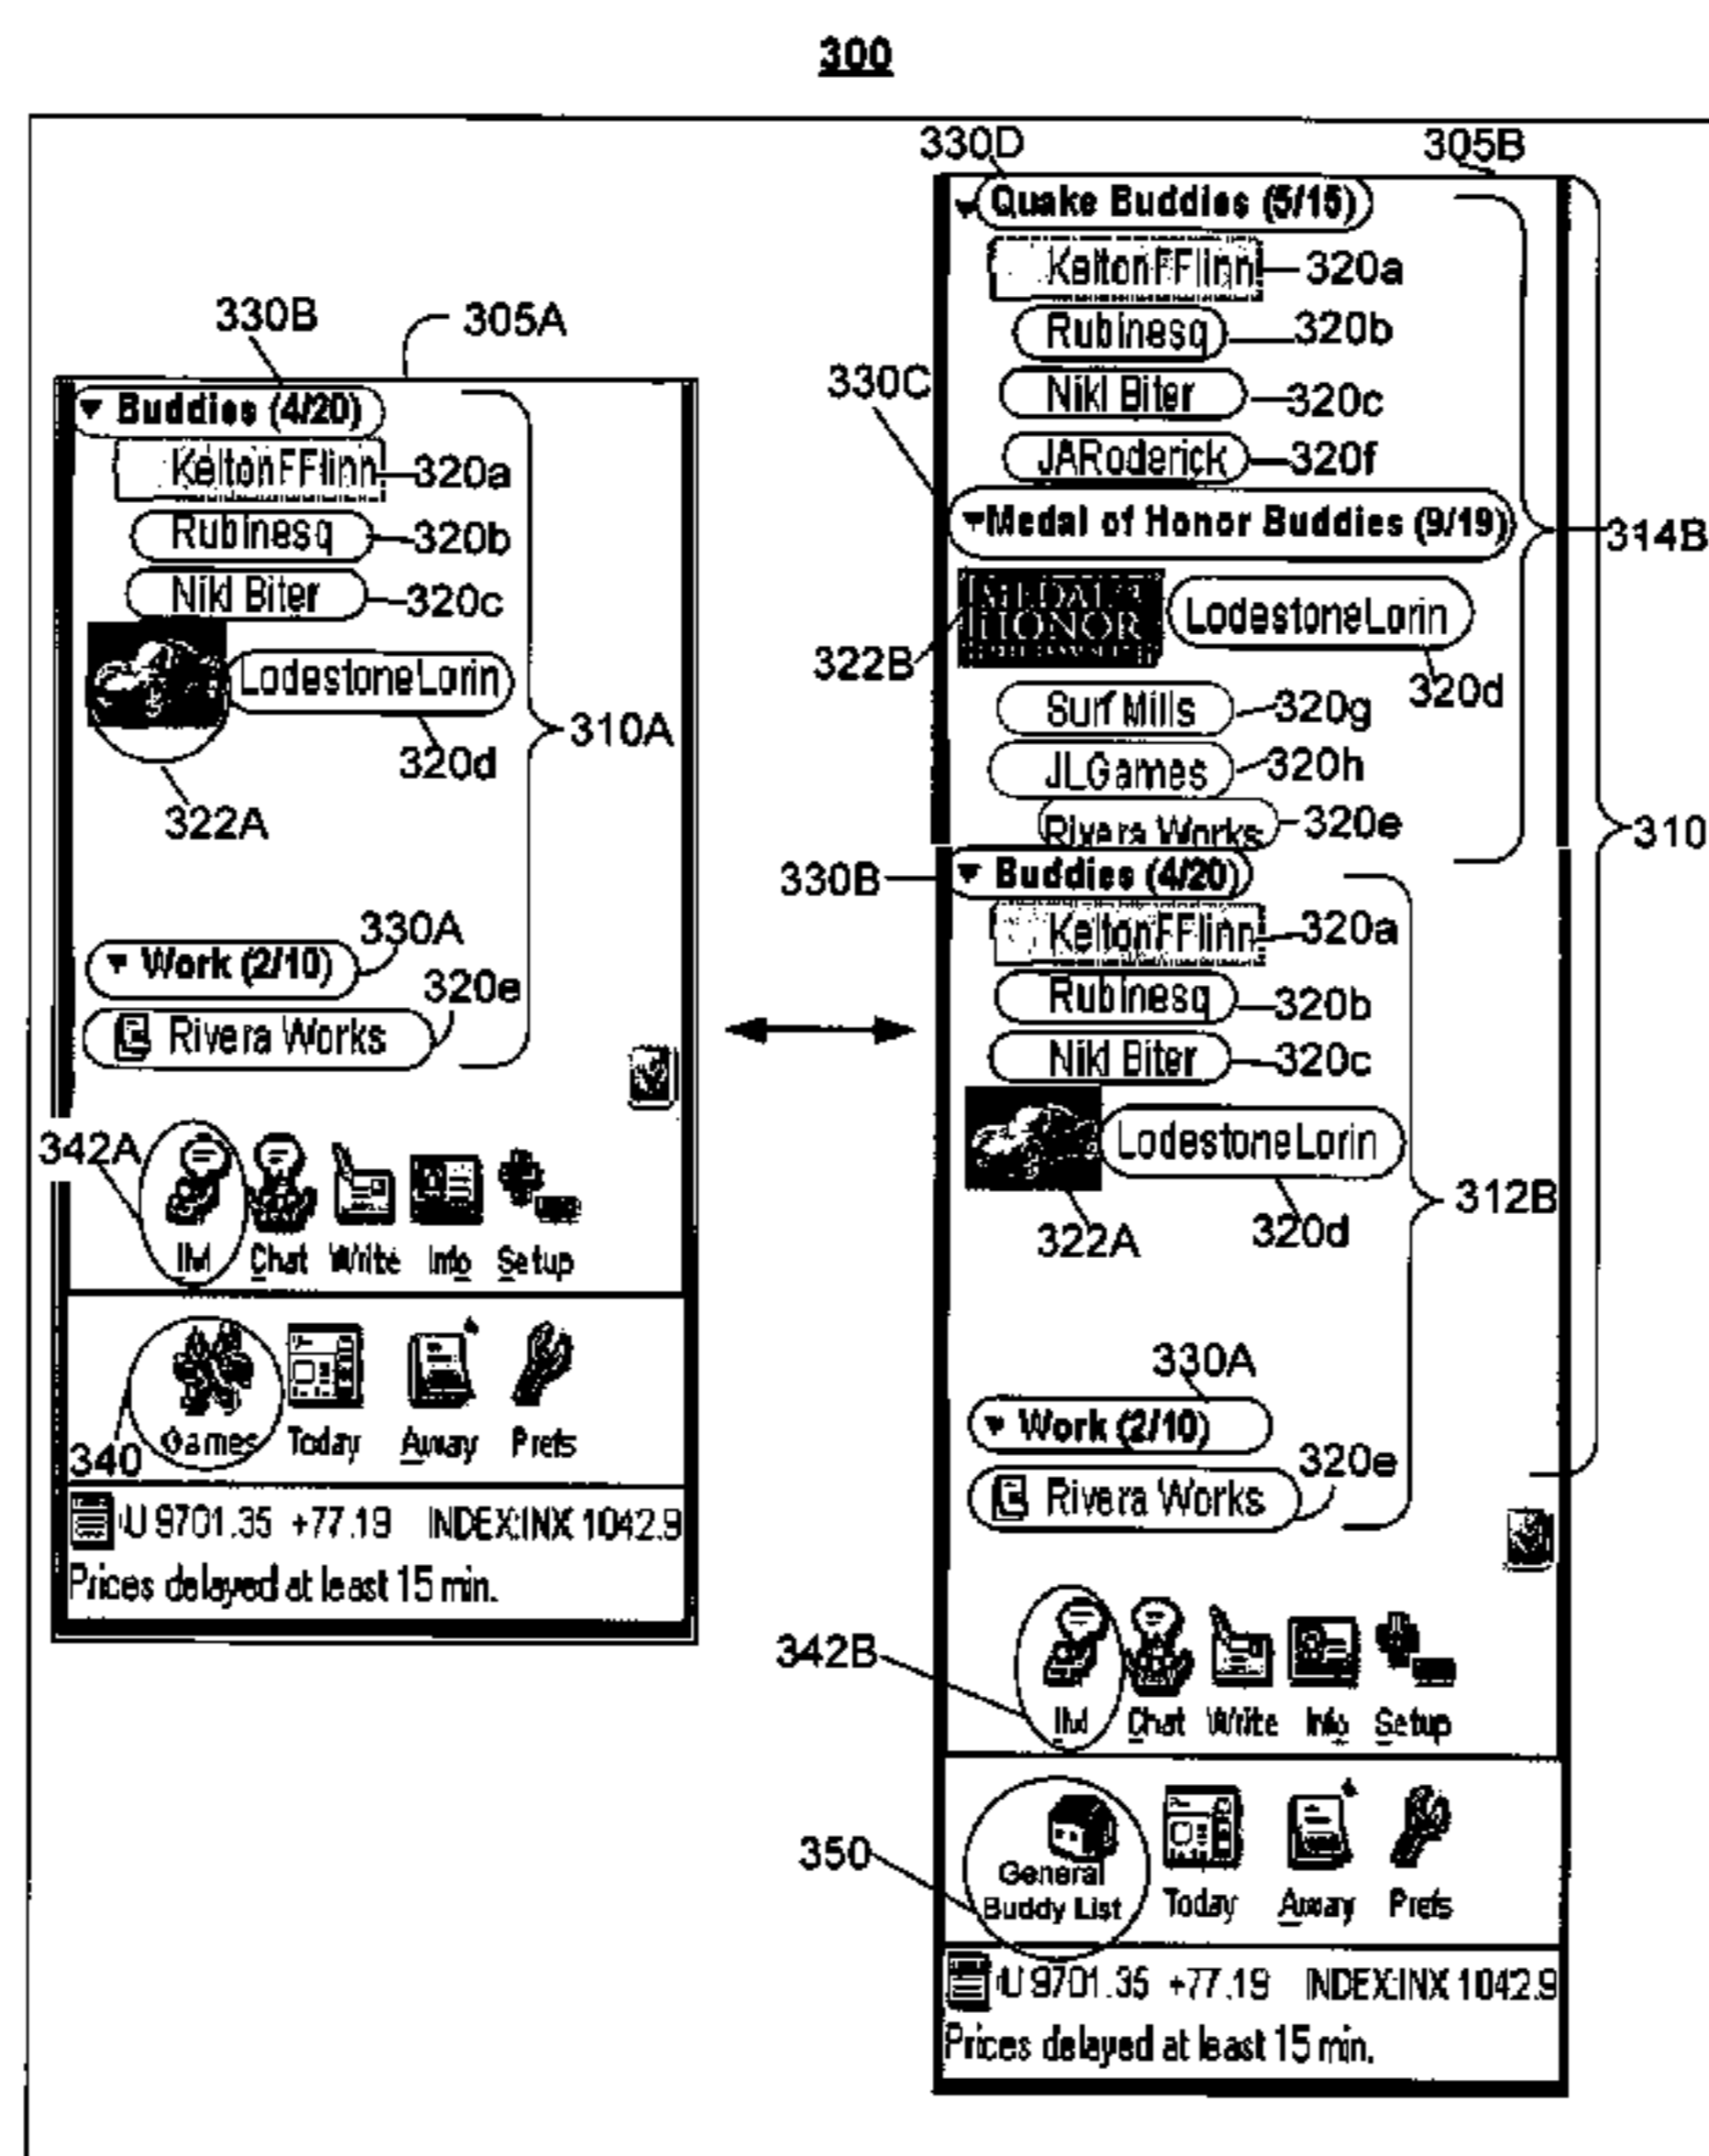 300
330B
305A
Buddies (4/20)
KeltonFFlinn
320a
Rubinesq
320b
Nikl Biter
320c
LodestoneLorin
320d
322A
310A
Work (2/10)
330A
Rivera Works
320e
342A
IM Chat Write Info Setup
Games Today Away Prefs
340
U 9701.35 +77.19 INDEX:INX 1042.9
Prices delayed at least 15 min.
330D
305B
Quake Buddies (5/15)
KeltonFFlinn
320a
Rubinesq
320b
Nikl Biter
320c
JARoderick
320f
330C
Medal of Honor Buddies (9/19)
314B
MEDAL OF
HONOR
322B
LodestoneLorin
320d
Surf Mills
320g
JLGames
320h
Rivera Works
320e
310
330B
Buddies (4/20)
KeltonFFlinn
320a
Rubinesq
320b
Nikl Biter
320c
LodestoneLorin
320d
322A
312B
330A
Work (2/10)
Rivera Works
320e
342B
IM Chat Write Info Setup
350
General
Buddy List
Today Away Prefs
U 9701.35 +77.19 INDEX:INX 1042.9
Prices delayed at least 15 min.